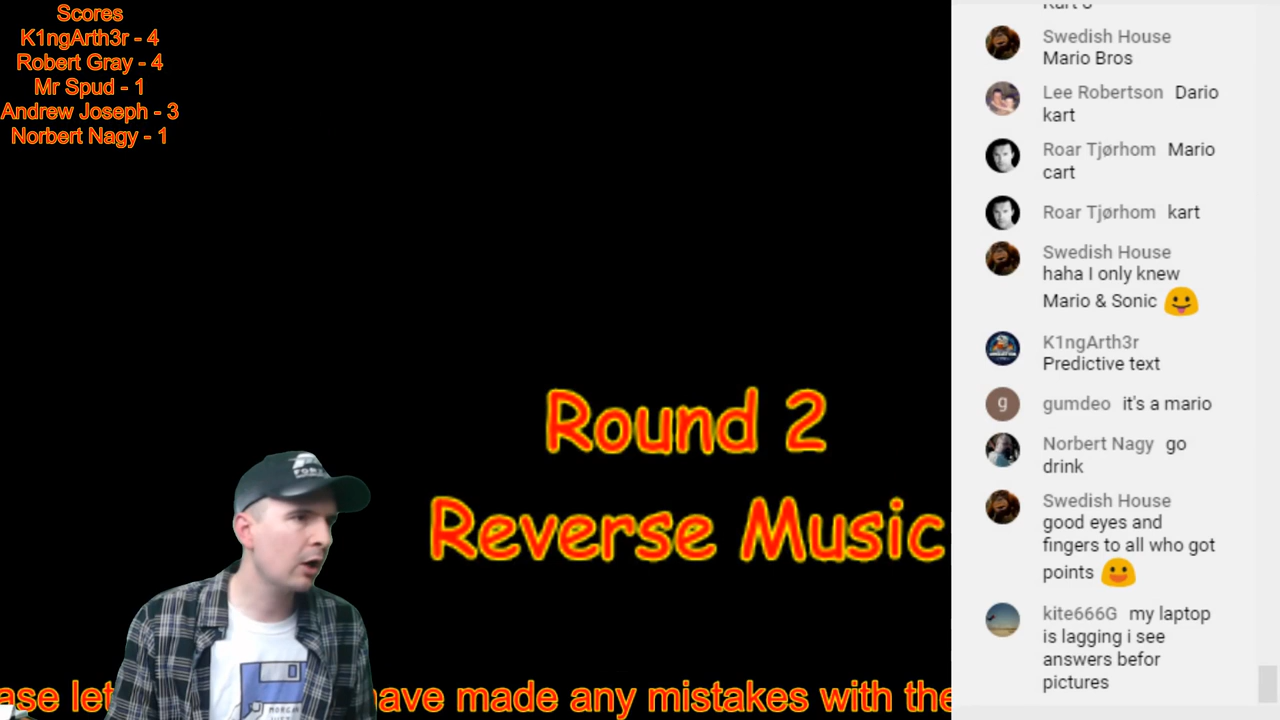 Scores
K1ngArth3r - 4
Robert Gray - 4
Mr Spud - 1
Andrew Joseph - 3
Norbert Nagy - 1
Round 2
Reverse Music
ase let
ave made any mistakes with the
Swedish House
Mario Bros
Lee Robertson Dario
kart
Roar Tjørhom Mario
cart
Roar Tjørhom kart
Swedish House
haha I only knew
Mario & Sonic
K1ngArth3r
Predictive text
g gumdeo it's a mario
Norbert Nagy go
drink
Swedish House
good eyes and
fingers to all who got
points
kite666G my laptop
is lagging i see
answers befor
pictures